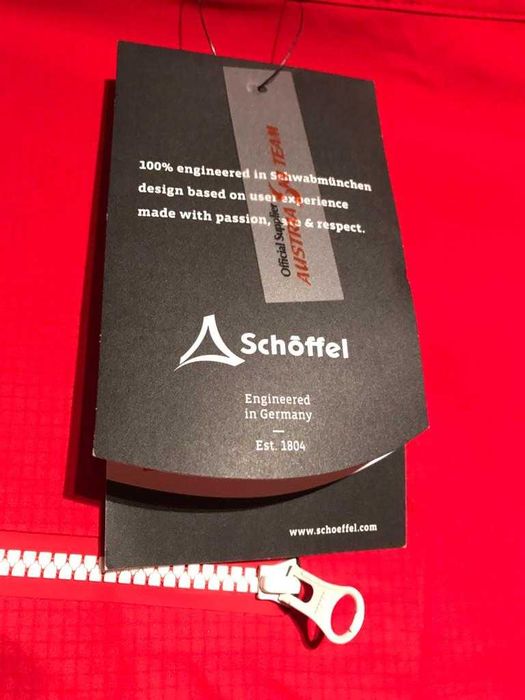 100% engineered in Schwabmünchen
design based on user experience
made with passion, & respect.
Official Supplier
AUSTRIA SKI TEAM
Schöffel
Engineered
in Germany
—
Est. 1804
www.schoeffel.com